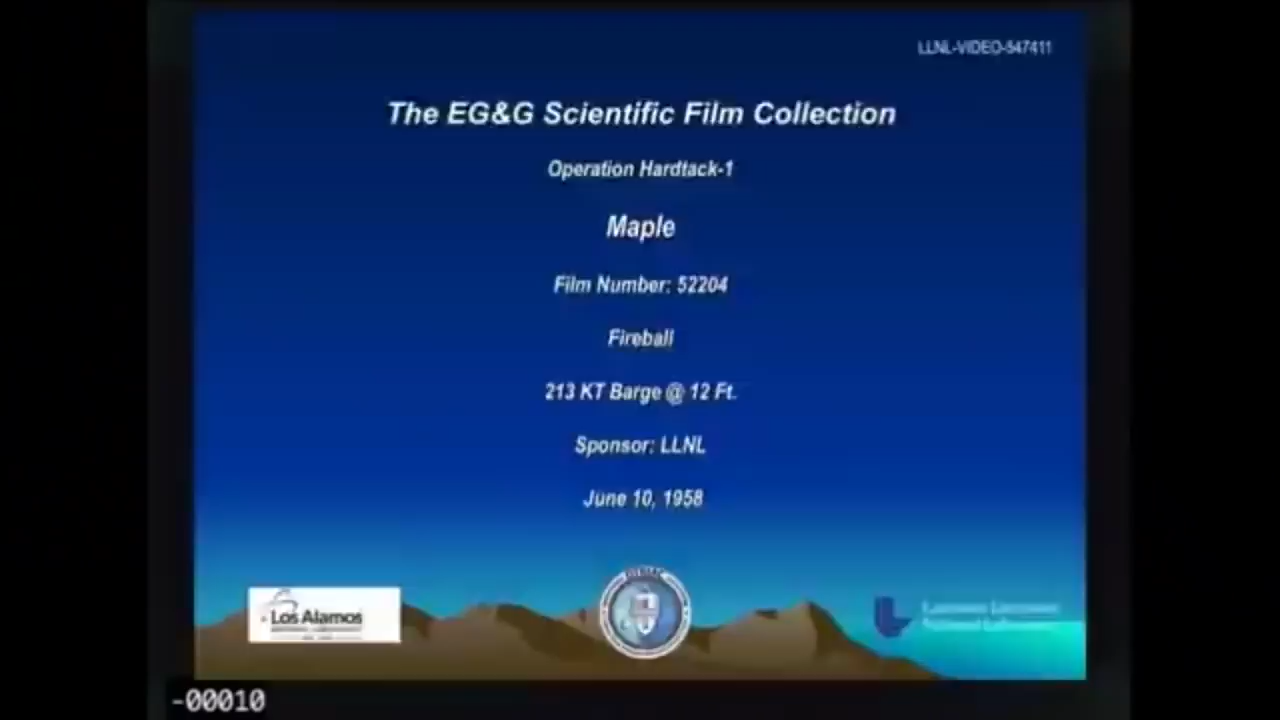 LLNL-VIDEO-547411
The EG&G Scientific Film Collection
Operation Hardtack-1
Maple
Film Number: 52204
Fireball
213 KT Barge @ 12 Ft.
Sponsor: LLNL
June 10, 1958
Los Alamos
-00010